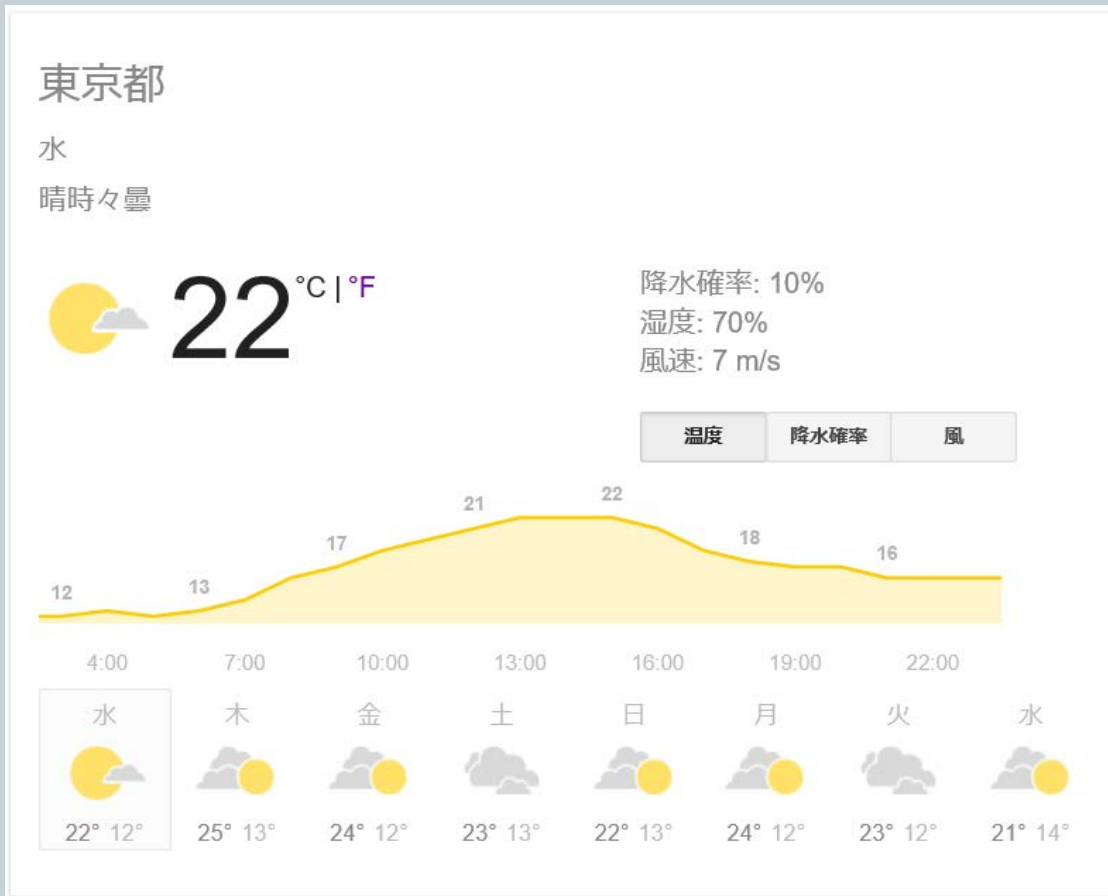 東京都
水
晴時々曇
22 °C | °F
降水確率: 10%
湿度: 70%
風速: 7 m/s
温度 降水確率 風
12 13 17 21 22 18 16
4:00 7:00 10:00 13:00 16:00 19:00 22:00
水 木 金 土 日 月 火 水
22° 12° 25° 13° 24° 12° 23° 13° 22° 13° 24° 12° 23° 12° 21° 14°